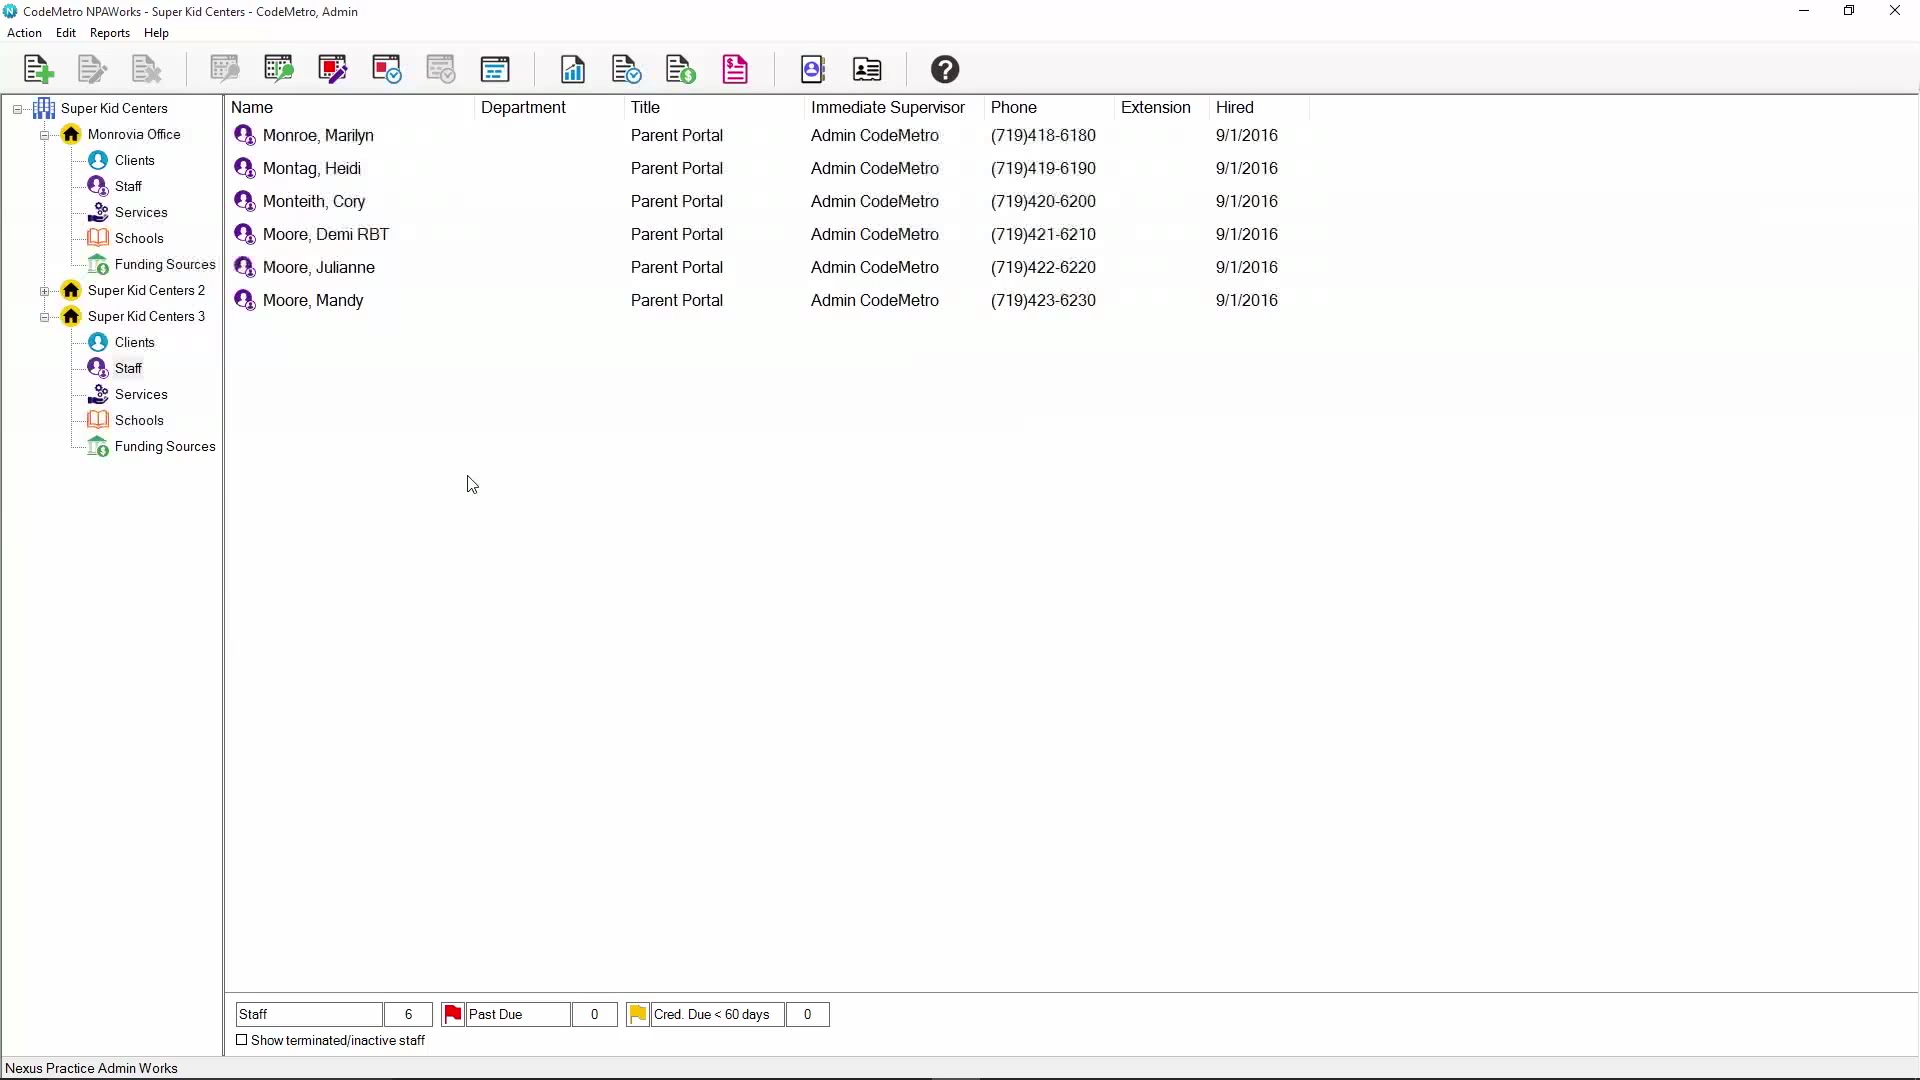 CodeMetro NPAWorks - Super Kid Centers - CodeMetro, Admin
Action Edit Reports Help
Super Kid Centers
Monrovia Office
Clients
Staff
Services
Schools
Funding Sources
Super Kid Centers 2
Super Kid Centers 3
Clients
Staff
Services
Schools
Funding Sources
Name Department Title Immediate Supervisor Phone Extension Hired
Monroe, Marilyn Parent Portal Admin CodeMetro (719)418-6180 9/1/2016
Montag, Heidi Parent Portal Admin CodeMetro (719)419-6190 9/1/2016
Monteith, Cory Parent Portal Admin CodeMetro (719)420-6200 9/1/2016
Moore, Demi RBT Parent Portal Admin CodeMetro (719)421-6210 9/1/2016
Moore, Julianne Parent Portal Admin CodeMetro (719)422-6220 9/1/2016
Moore, Mandy Parent Portal Admin CodeMetro (719)423-6230 9/1/2016
Staff 6 Past Due 0 Cred. Due < 60 days 0
Show terminated/inactive staff
Nexus Practice Admin Works